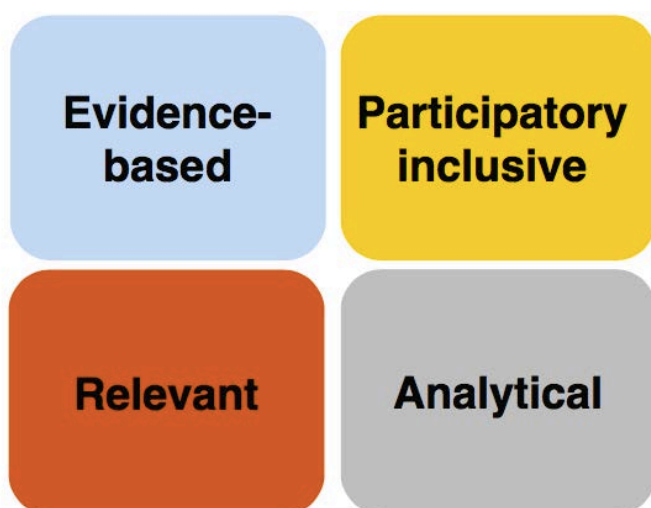 Evidence-
based
Participatory
inclusive
Relevant
Analytical